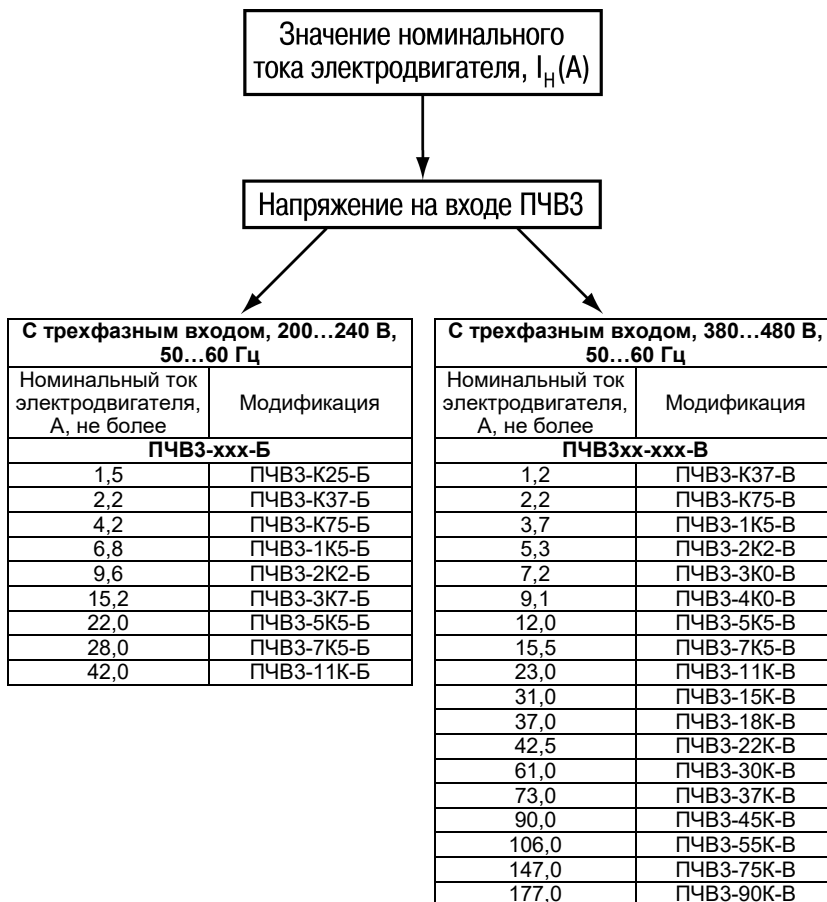 Значение номинального
тока электродвигателя, Iн(А)
Напряжение на входе ПЧВ3
С трехфазным входом, 200…240 В,
50…60 Гц
Номинальный ток
электродвигателя,
А, не более
Модификация
ПЧВ3-xxx-Б
1,5 ПЧВ3-К25-Б
2,2 ПЧВ3-К37-Б
4,2 ПЧВ3-К75-Б
6,8 ПЧВ3-1К5-Б
9,6 ПЧВ3-2К2-Б
15,2 ПЧВ3-3К7-Б
22,0 ПЧВ3-5К5-Б
28,0 ПЧВ3-7К5-Б
42,0 ПЧВ3-11К-Б
С трехфазным входом, 380…480 В,
50…60 Гц
Номинальный ток
электродвигателя,
А, не более
Модификация
ПЧВ3xx-xxx-В
1,2 ПЧВ3-К37-В
2,2 ПЧВ3-К75-В
3,7 ПЧВ3-1К5-В
5,3 ПЧВ3-2К2-В
7,2 ПЧВ3-3К0-В
9,1 ПЧВ3-4К0-В
12,0 ПЧВ3-5К5-В
15,5 ПЧВ3-7К5-В
23,0 ПЧВ3-11К-В
31,0 ПЧВ3-15К-В
37,0 ПЧВ3-18К-В
42,5 ПЧВ3-22К-В
61,0 ПЧВ3-30К-В
73,0 ПЧВ3-37К-В
90,0 ПЧВ3-45К-В
106,0 ПЧВ3-55К-В
147,0 ПЧВ3-75К-В
177,0 ПЧВ3-90К-В